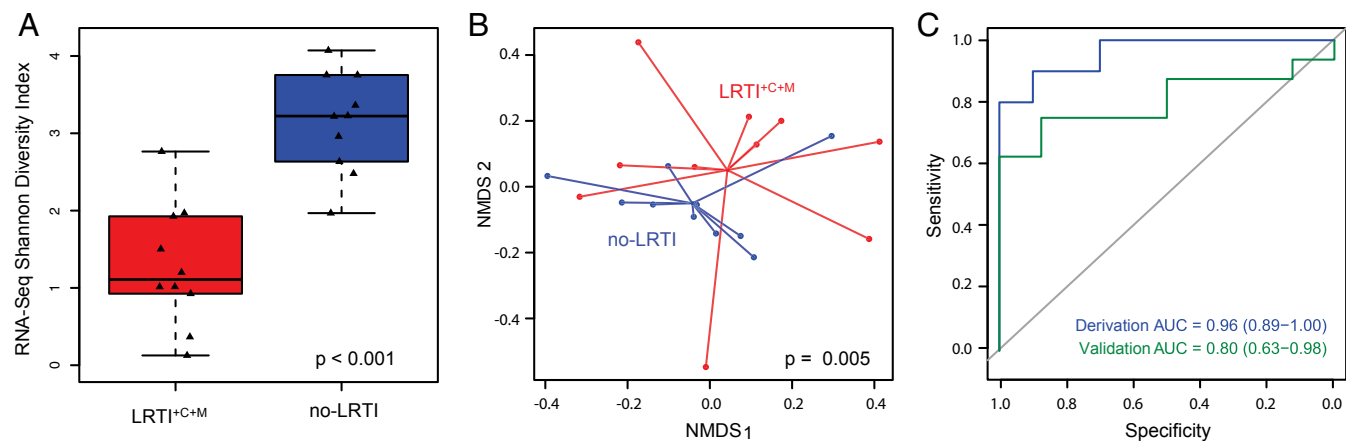 A
RNA-Seq Shannon Diversity Index
4
3
2
1
0
p < 0.001
LRTI+C+M
no-LRTI
B
NMDS 2
0.4
0.2
0.0
-0.2
-0.4
LRTI+C+M
no-LRTI
p = 0.005
-0.4 -0.2 0.0 0.2 0.4
NMDS1
C
Sensitivity
1.0
0.8
0.6
0.4
0.2
0.0
Derivation AUC = 0.96 (0.89−1.00)
Validation AUC = 0.80 (0.63−0.98)
1.0 0.8 0.6 0.4 0.2 0.0
Specificity